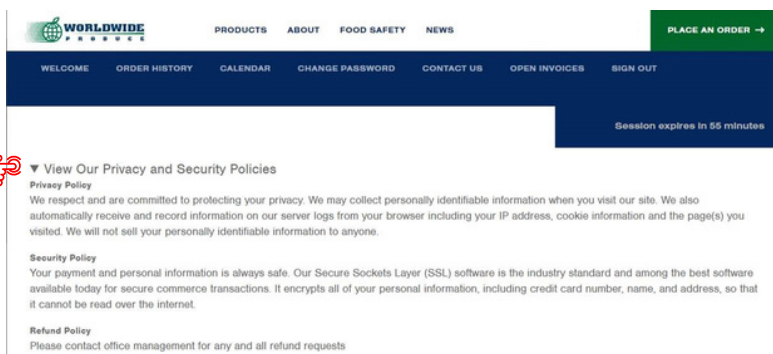 WORLDWIDE
PRODUCE
PRODUCTS ABOUT FOOD SAFETY NEWS
PLACE AN ORDER →
WELCOME ORDER HISTORY CALENDAR CHANGE PASSWORD CONTACT US OPEN INVOICES SIGN OUT
Session expires in 55 minutes
▼ View Our Privacy and Security Policies
Privacy Policy
We respect and are committed to protecting your privacy. We may collect personally identifiable information when you visit our site. We also
automatically receive and record information on our server logs from your browser including your IP address, cookie information and the page(s) you
visited. We will not sell your personally identifiable information to anyone.
Security Policy
Your payment and personal information is always safe. Our Secure Sockets Layer (SSL) software is the industry standard and among the best software
available today for secure commerce transactions. It encrypts all of your personal information, including credit card number, name, and address, so that
it cannot be read over the internet.
Refund Policy
Please contact office management for any and all refund requests